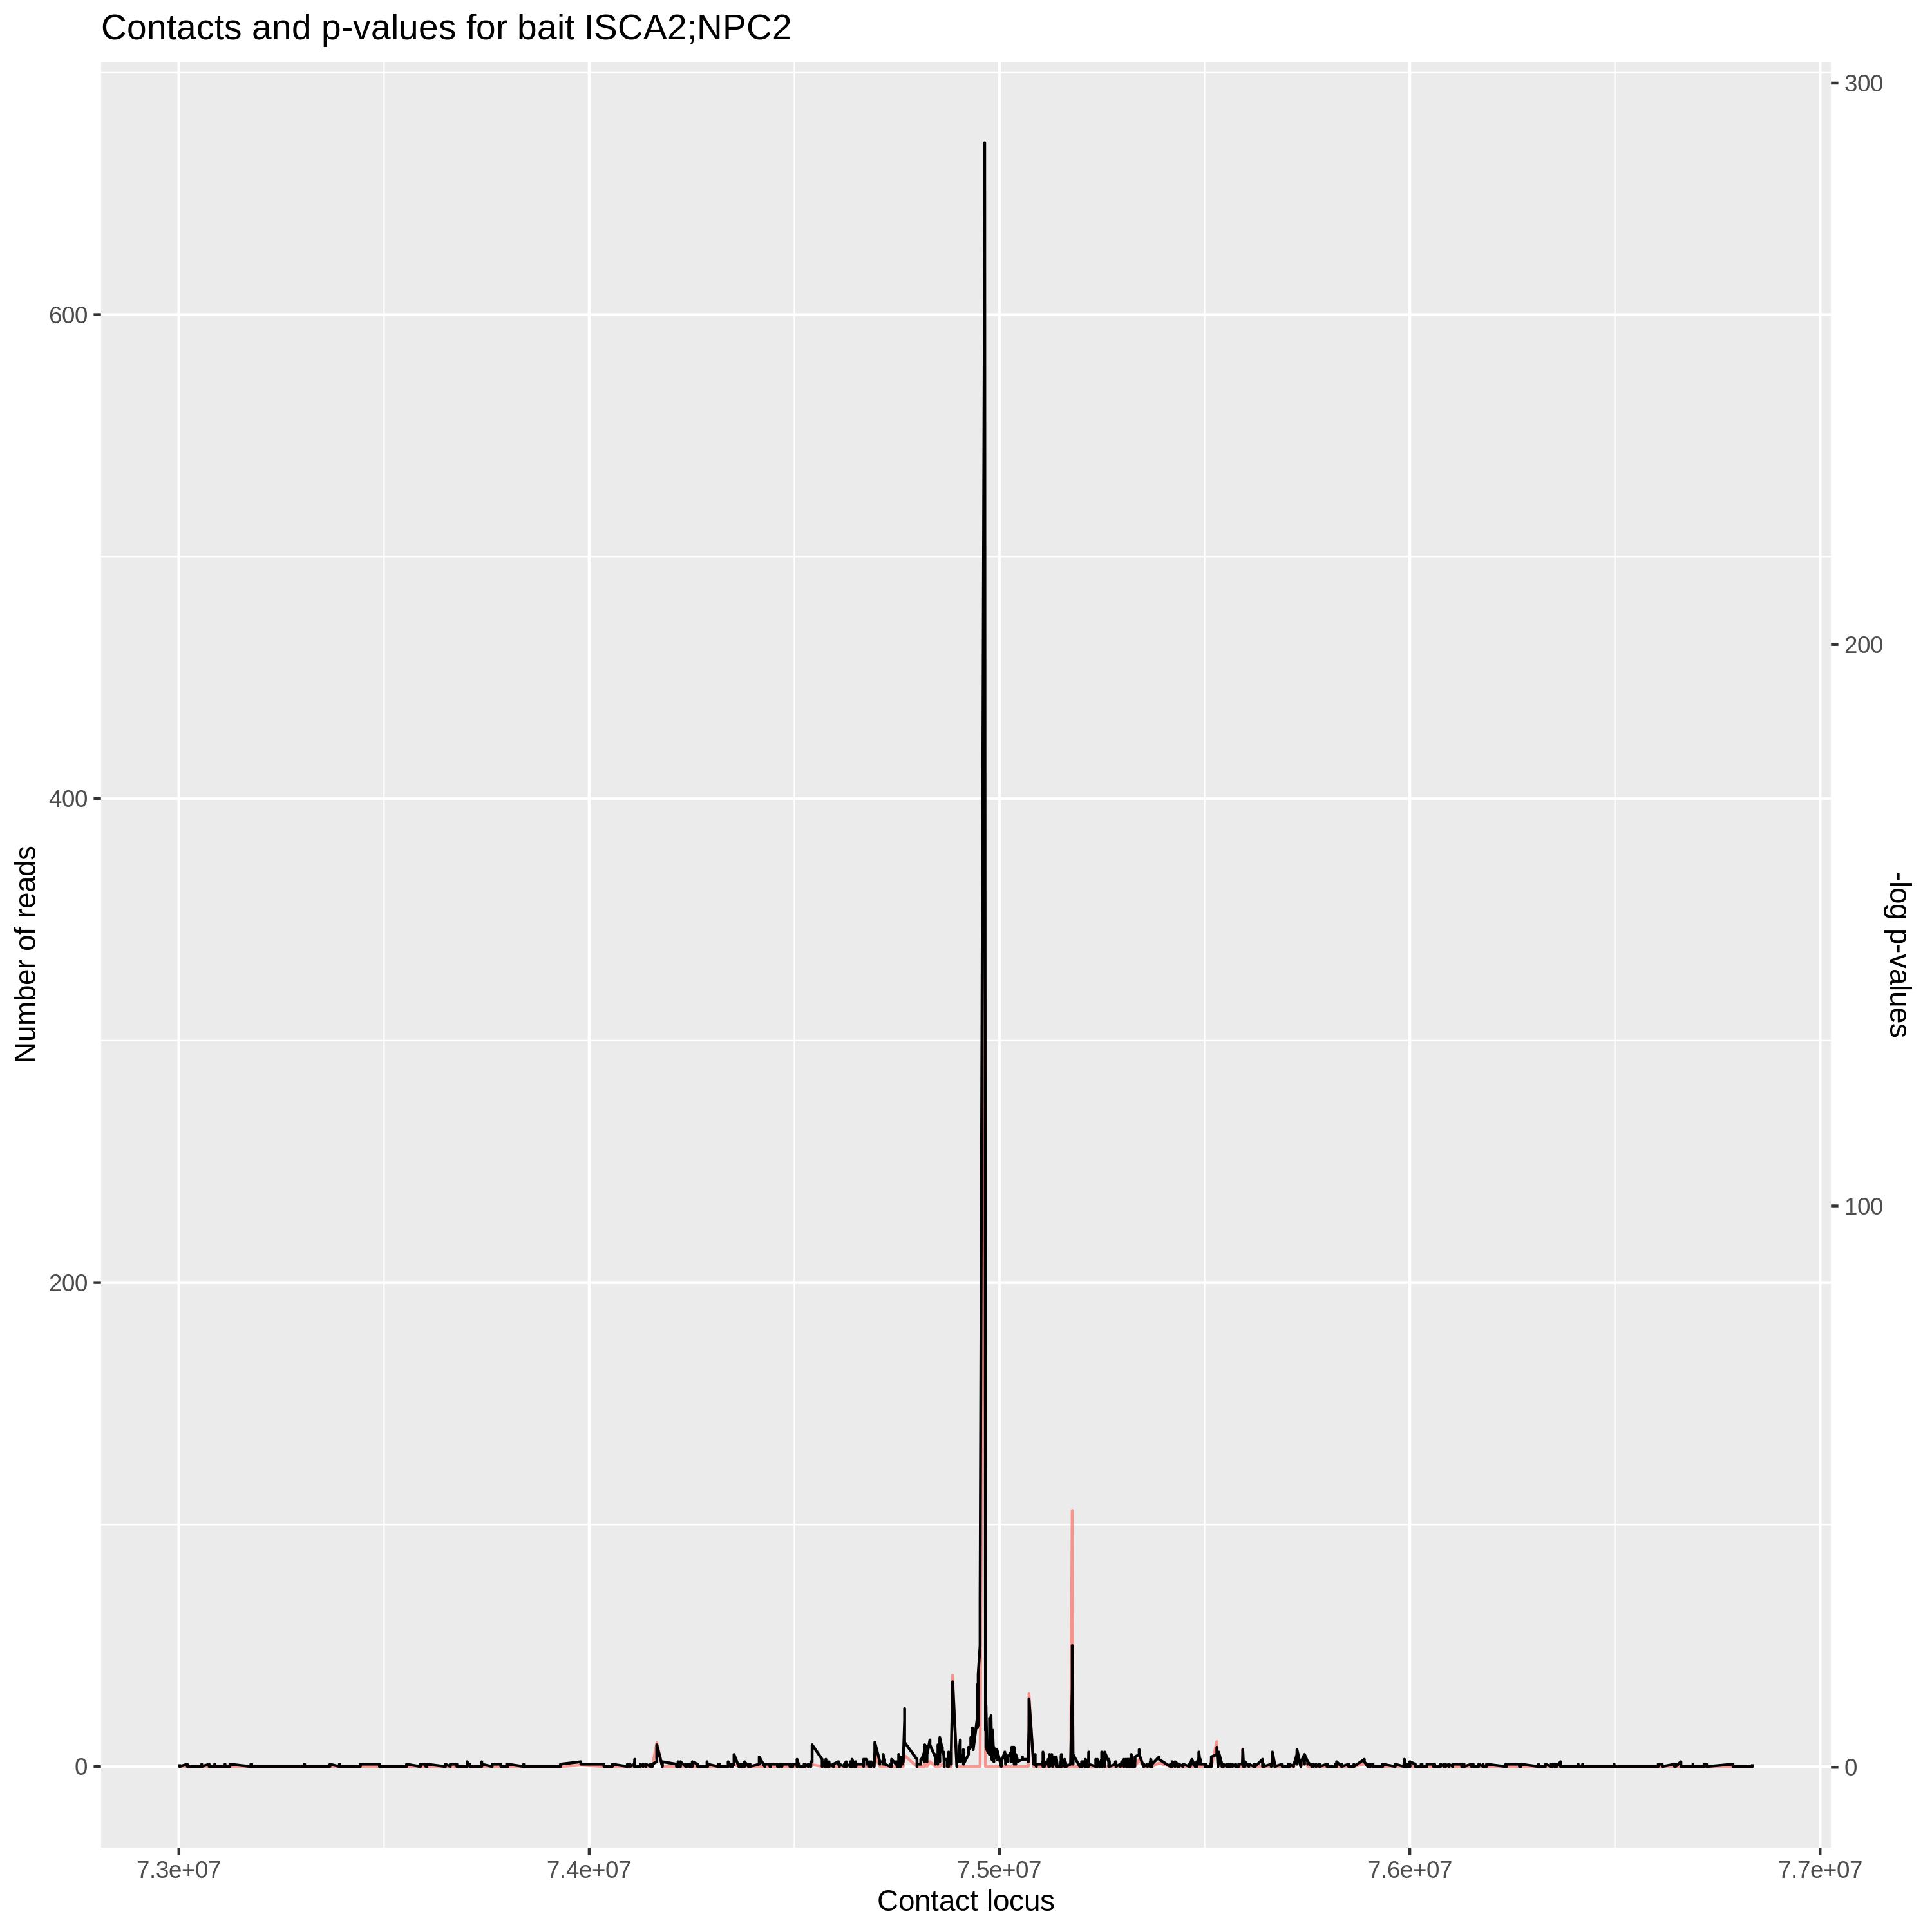 Contacts and p-values for bait ISCA2;NPC2
300
600
200
400
100
200
0
0
Number of reads
-log p-values
7.3e+07 7.4e+07 7.5e+07 7.6e+07 7.7e+07
Contact locus